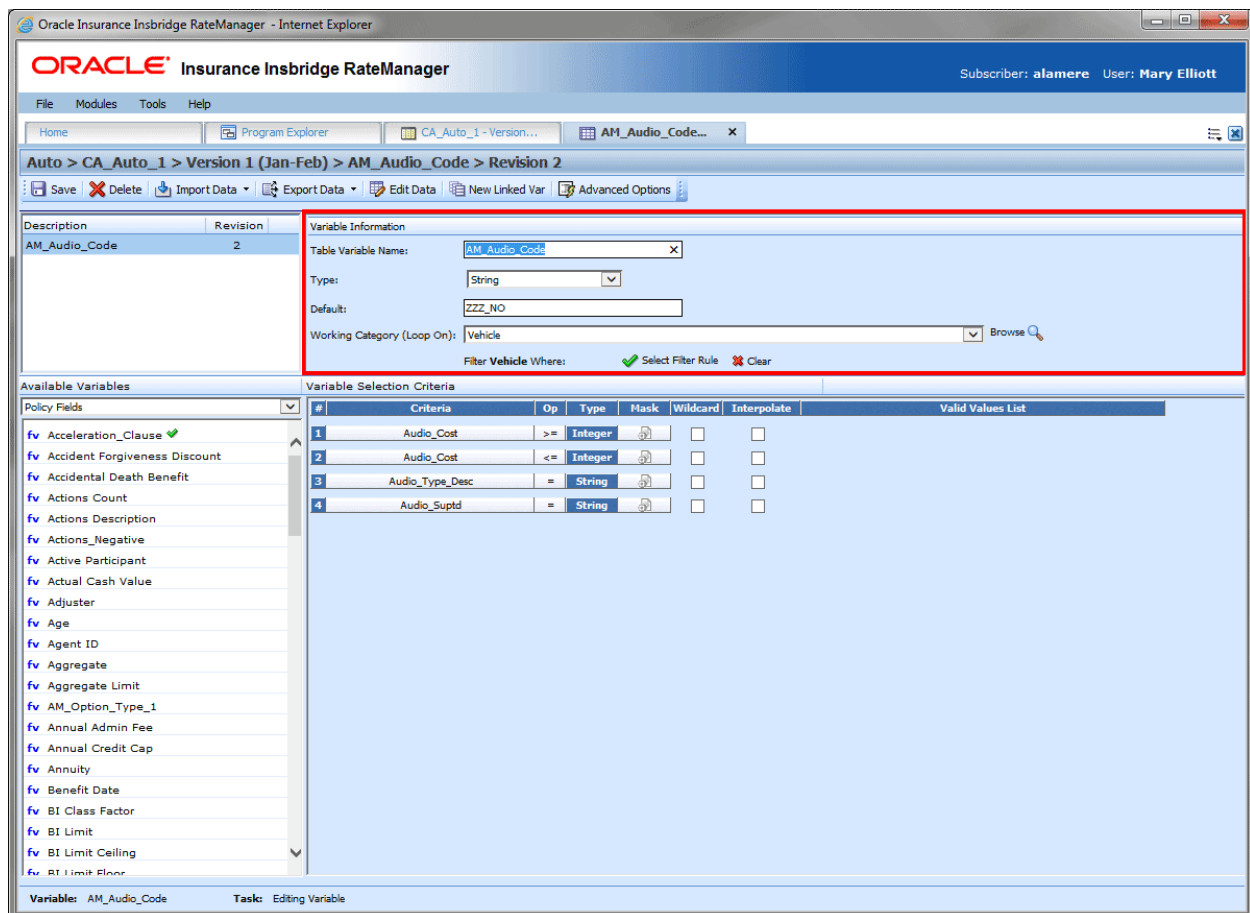 Oracle Insurance Insbridge RateManager - Internet Explorer
ORACLE Insurance Insbridge RateManager
Subscriber: alamere User: Mary Elliott
File Modules Tools Help
Home Program Explorer CA_Auto_1 - Version... AM_Audio_Code...
Auto > CA_Auto_1 > Version 1 (Jan-Feb) > AM_Audio_Code > Revision 2
Save Delete Import Data Export Data Edit Data New Linked Var Advanced Options
Description Revision
AM_Audio_Code 2
Variable Information
Table Variable Name: AM_Audio_Code
Type: String
Default: ZZZ_NO
Working Category (Loop On): Vehicle Browse
Filter Vehicle Where: Select Filter Rule Clear
Available Variables
Policy Fields
fv Acceleration_Clause
fv Accident Forgiveness Discount
fv Accidental Death Benefit
fv Actions Count
fv Actions Description
fv Actions_Negative
fv Active Participant
fv Actual Cash Value
fv Adjuster
fv Age
fv Agent ID
fv Aggregate
fv Aggregate Limit
fv AM_Option_Type_1
fv Annual Admin Fee
fv Annual Credit Cap
fv Annuity
fv Benefit Date
fv BI Class Factor
fv BI Limit
fv BI Limit Ceiling
fv BI Limit Floor
Variable Selection Criteria
# Criteria Op Type Mask Wildcard Interpolate Valid Values List
1 Audio_Cost >= Integer
2 Audio_Cost <= Integer
3 Audio_Type_Desc = String
4 Audio_Suptd = String
Variable: AM_Audio_Code Task: Editing Variable